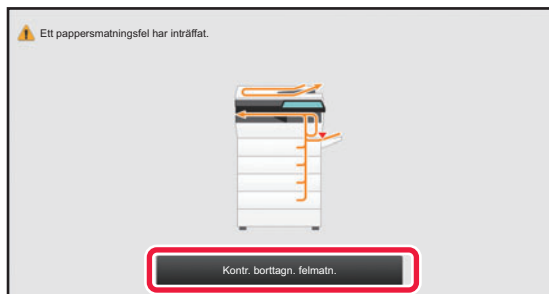 Ett pappersmatningsfel har inträffat.
Kontr. borttagn. felmatn.